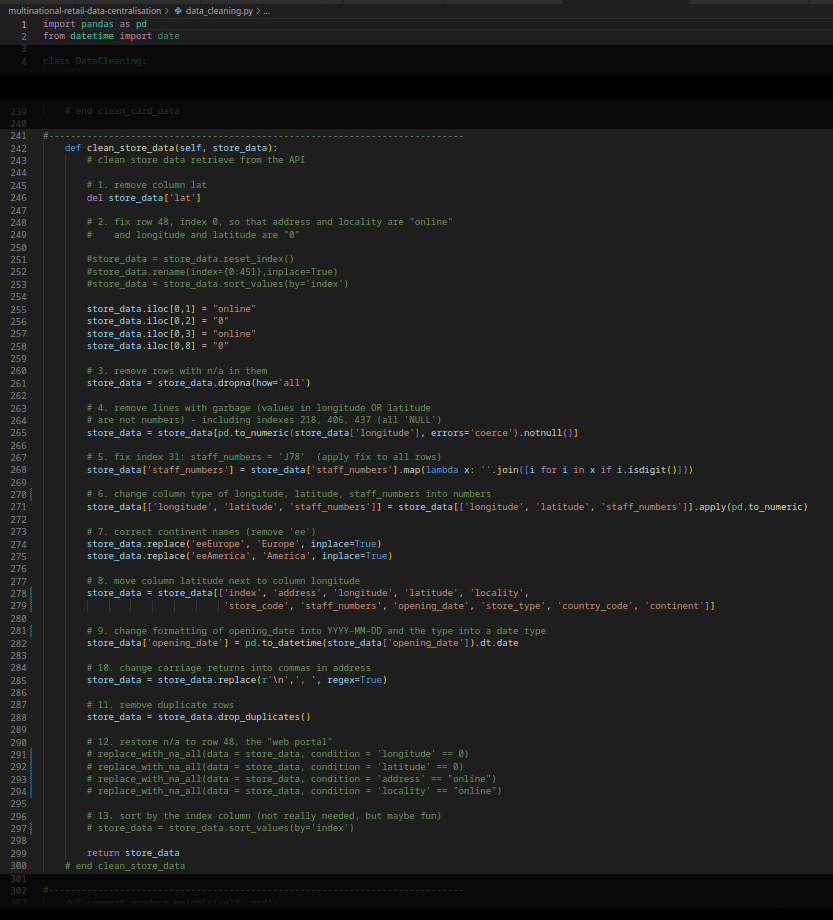 multinational-retail-data-centralisation > data_cleaning.py > ...
1 import pandas as pd
2 from datetime import date
3
4 class DataCleaning:
239 # end clean_card_data
240
241 #----------------------------------------------------------------------------
242 def clean_store_data(self, store_data):
243 # clean store data retrieve from the API
244
245 # 1. remove column lat
246 del store_data['lat']
247
248 # 2. fix row 48, index 0, so that address and locality are "online"
249 #    and longitude and latitude are "0"
250
251 #store_data = store_data.reset_index()
252 #store_data.rename(index={0:451},inplace=True)
253 #store_data = store_data.sort_values(by='index')
254
255 store_data.iloc[0,1] = "online"
256 store_data.iloc[0,2] = "0"
257 store_data.iloc[0,3] = "online"
258 store_data.iloc[0,8] = "0"
259
260 # 3. remove rows with n/a in them
261 store_data = store_data.dropna(how='all')
262
263 # 4. remove lines with garbage (values in longitude OR latitude
264 # are not numbers) - including indexes 218, 406, 437 (all 'NULL')
265 store_data = store_data[pd.to_numeric(store_data['longitude'], errors='coerce').notnull()]
266
267 # 5. fix index 31: staff_numbers = 'J78'  (apply fix to all rows)
268 store_data['staff_numbers'] = store_data['staff_numbers'].map(lambda x: ''.join([i for i in x if i.isdigit()]))
269
270 # 6. change column type of longitude, latitude, staff_numbers into numbers
271 store_data[['longitude', 'latitude', 'staff_numbers']] = store_data[['longitude', 'latitude', 'staff_numbers']].apply(pd.to_numeric)
272
273 # 7. correct continent names (remove 'ee')
274 store_data.replace('eeEurope', 'Europe', inplace=True)
275 store_data.replace('eeAmerica', 'America', inplace=True)
276
277 # 8. move column latitude next to column longitude
278 store_data = store_data[['index', 'address', 'longitude', 'latitude', 'locality',
279 'store_code', 'staff_numbers', 'opening_date', 'store_type', 'country_code', 'continent']]
280
281 # 9. change formatting of opening_date into YYYY-MM-DD and the type into a date type
282 store_data['opening_date'] = pd.to_datetime(store_data['opening_date']).dt.date
283
284 # 10. change carriage returns into commas in address
285 store_data = store_data.replace(r'\n',', ', regex=True)
286
287 # 11. remove duplicate rows
288 store_data = store_data.drop_duplicates()
289
290 # 12. restore n/a to row 48, the "web portal"
291 # replace_with_na_all(data = store_data, condition = 'longitude' == 0)
292 # replace_with_na_all(data = store_data, condition = 'latitude' == 0)
293 # replace_with_na_all(data = store_data, condition = 'address' == "online")
294 # replace_with_na_all(data = store_data, condition = 'locality' == "online")
295
296 # 13. sort by the index column (not really needed, but maybe fun)
297 # store_data = store_data.sort_values(by='index')
298
299 return store_data
300 # end clean_store_data
301
302 #----------------------------------------------------------------------------